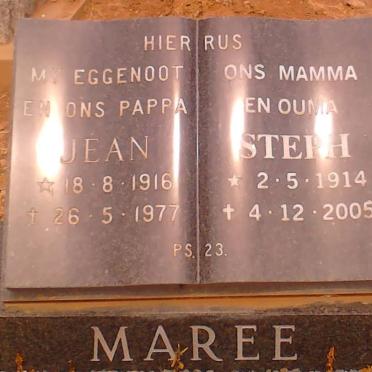 HIER RUS
MY EGGENOOT
EN ONS PAPPA
JEAN
☆ 18·8·1916
† 26·5·1977
ONS MAMMA
EN OUMA
STEPH
★ 2·5·1914
† 4·12·2005
PS. 23.
MAREE